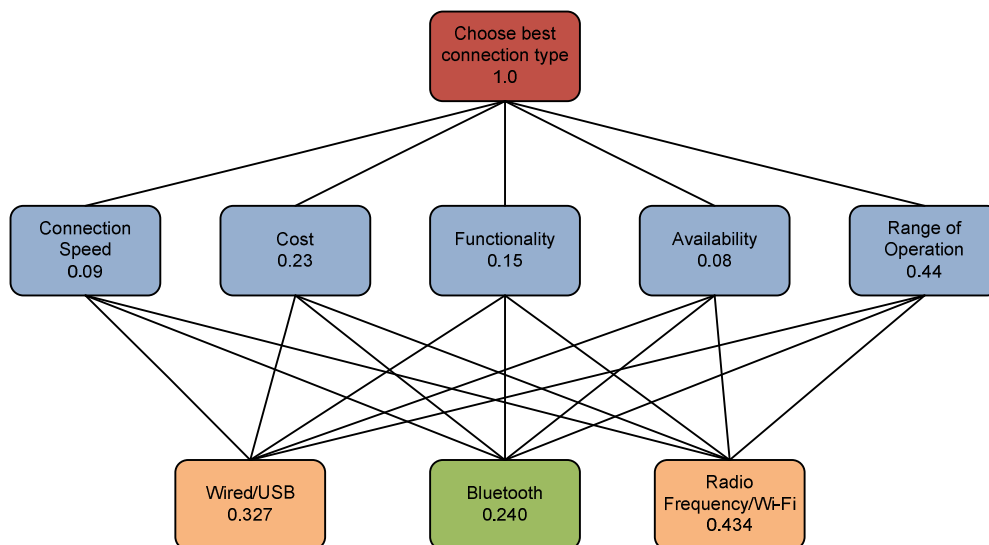 Choose best
connection type
1.0
Connection
Speed
0.09
Cost
0.23
Functionality
0.15
Availability
0.08
Range of
Operation
0.44
Wired/USB
0.327
Bluetooth
0.240
Radio
Frequency/Wi-Fi
0.434